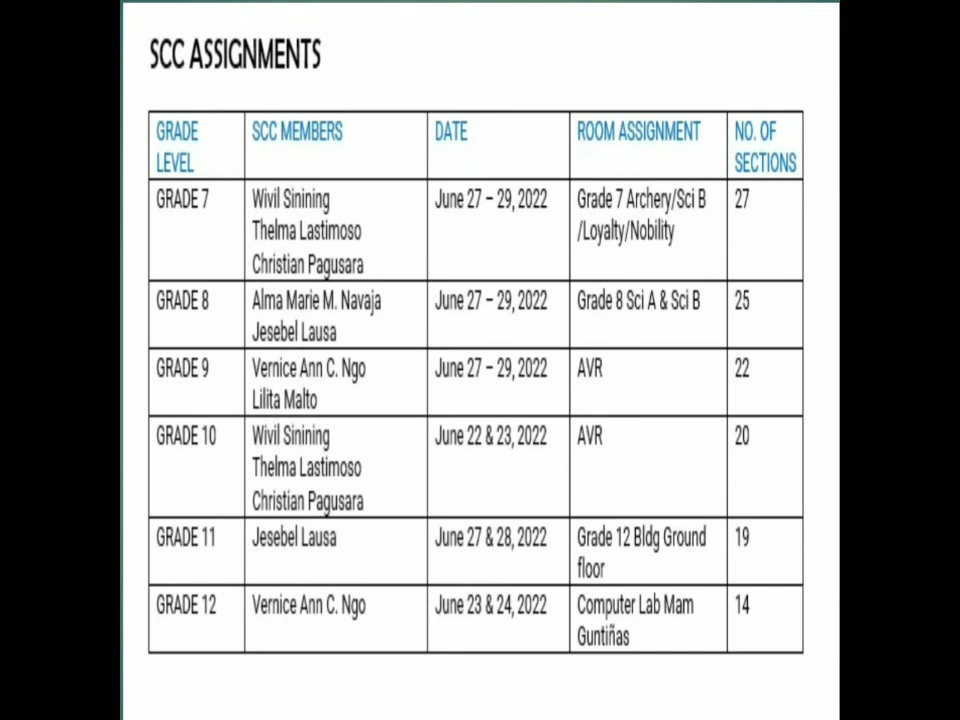 SCC ASSIGNMENTS
GRADE LEVEL SCC MEMBERS DATE ROOM ASSIGNMENT NO. OF SECTIONS
GRADE 7 Wivil Sinining June 27 – 29, 2022 Grade 7 Archery/Sci B 27
Thelma Lastimoso /Loyalty/Nobility
Christian Pagusara
GRADE 8 Alma Marie M. Navaja June 27 – 29, 2022 Grade 8 Sci A & Sci B 25
Jesebel Lausa
GRADE 9 Vernice Ann C. Ngo June 27 – 29, 2022 AVR 22
Lilita Malto
GRADE 10 Wivil Sinining June 22 & 23, 2022 AVR 20
Thelma Lastimoso
Christian Pagusara
GRADE 11 Jesebel Lausa June 27 & 28, 2022 Grade 12 Bldg Ground 19
floor
GRADE 12 Vernice Ann C. Ngo June 23 & 24, 2022 Computer Lab Mam 14
Guntiñas